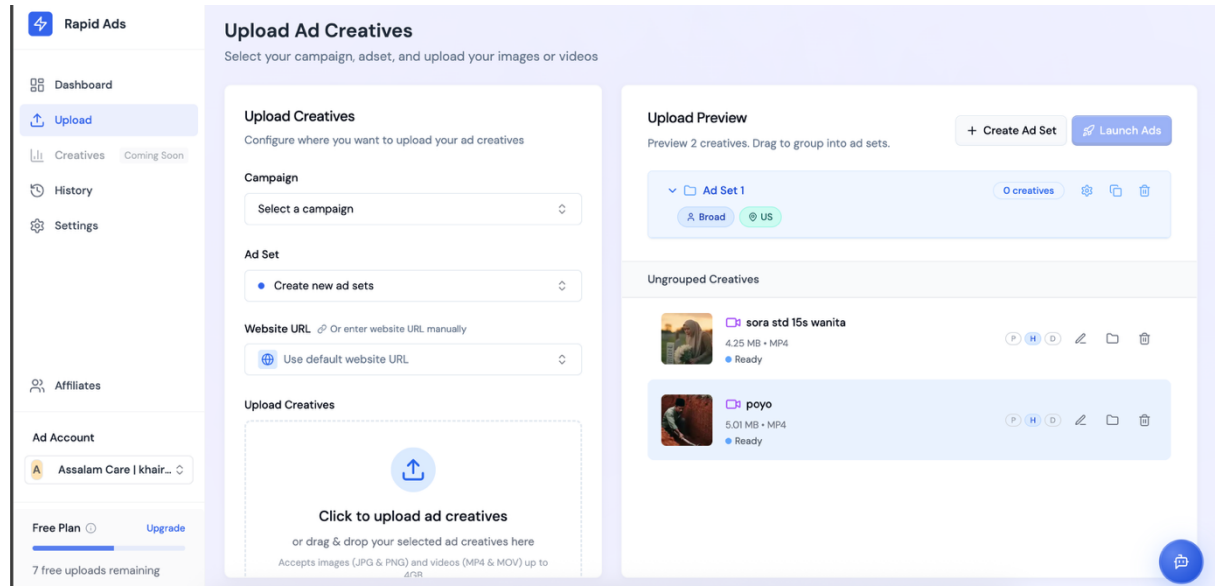 Rapid Ads
Dashboard
Upload
Creatives Coming Soon
History
Settings
Affiliates
Ad Account
A Assalam Care | khair...
Free Plan Upgrade
7 free uploads remaining
Upload Ad Creatives
Select your campaign, adset, and upload your images or videos
Upload Creatives
Configure where you want to upload your ad creatives
Campaign
Select a campaign
Ad Set
Create new ad sets
Website URL Or enter website URL manually
Use default website URL
Upload Creatives
Click to upload ad creatives
or drag & drop your selected ad creatives here
Accepts images (JPG & PNG) and videos (MP4 & MOV) up to
4GB
Upload Preview
Preview 2 creatives. Drag to group into ad sets.
+ Create Ad Set
Launch Ads
Ad Set 1
0 creatives
Broad US
Ungrouped Creatives
sora std 15s wanita
4.25 MB • MP4
Ready
P H D
poyo
5.01 MB • MP4
Ready
P H D